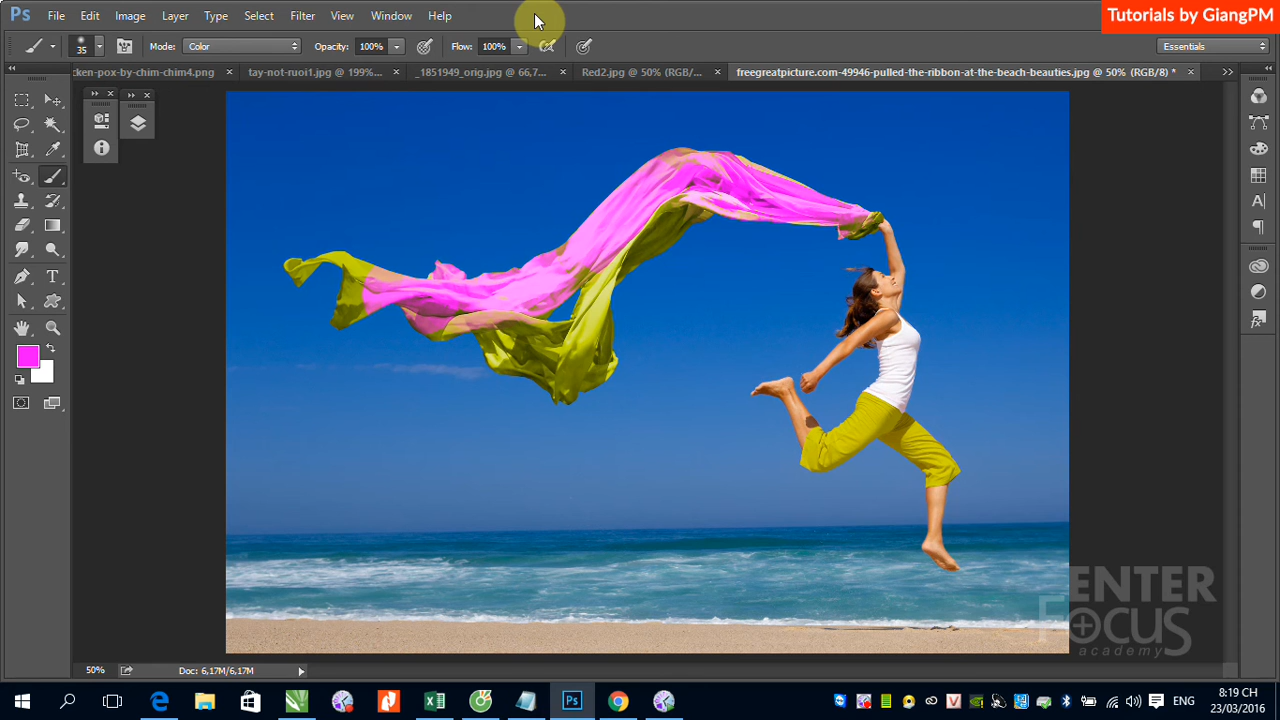 Ps File Edit Image Layer Type Select Filter View Window Help
Tutorials by GiangPM
35 Mode: Color Opacity: 100% Flow: 100% Essentials
cken-pox-by-chim-chim4.png tay-not-ruoi1.jpg @ 199%... _1851949_orig.jpg @ 66,7... Red2.jpg @ 50% (RGB/... freegreatpicture.com-49946-pulled-the-ribbon-at-the-beach-beauties.jpg @ 50% (RGB/8) *
ENTER
Focus
academy
50% Doc: 6,17M/6,17M
ENG
8:19 CH
23/03/2016